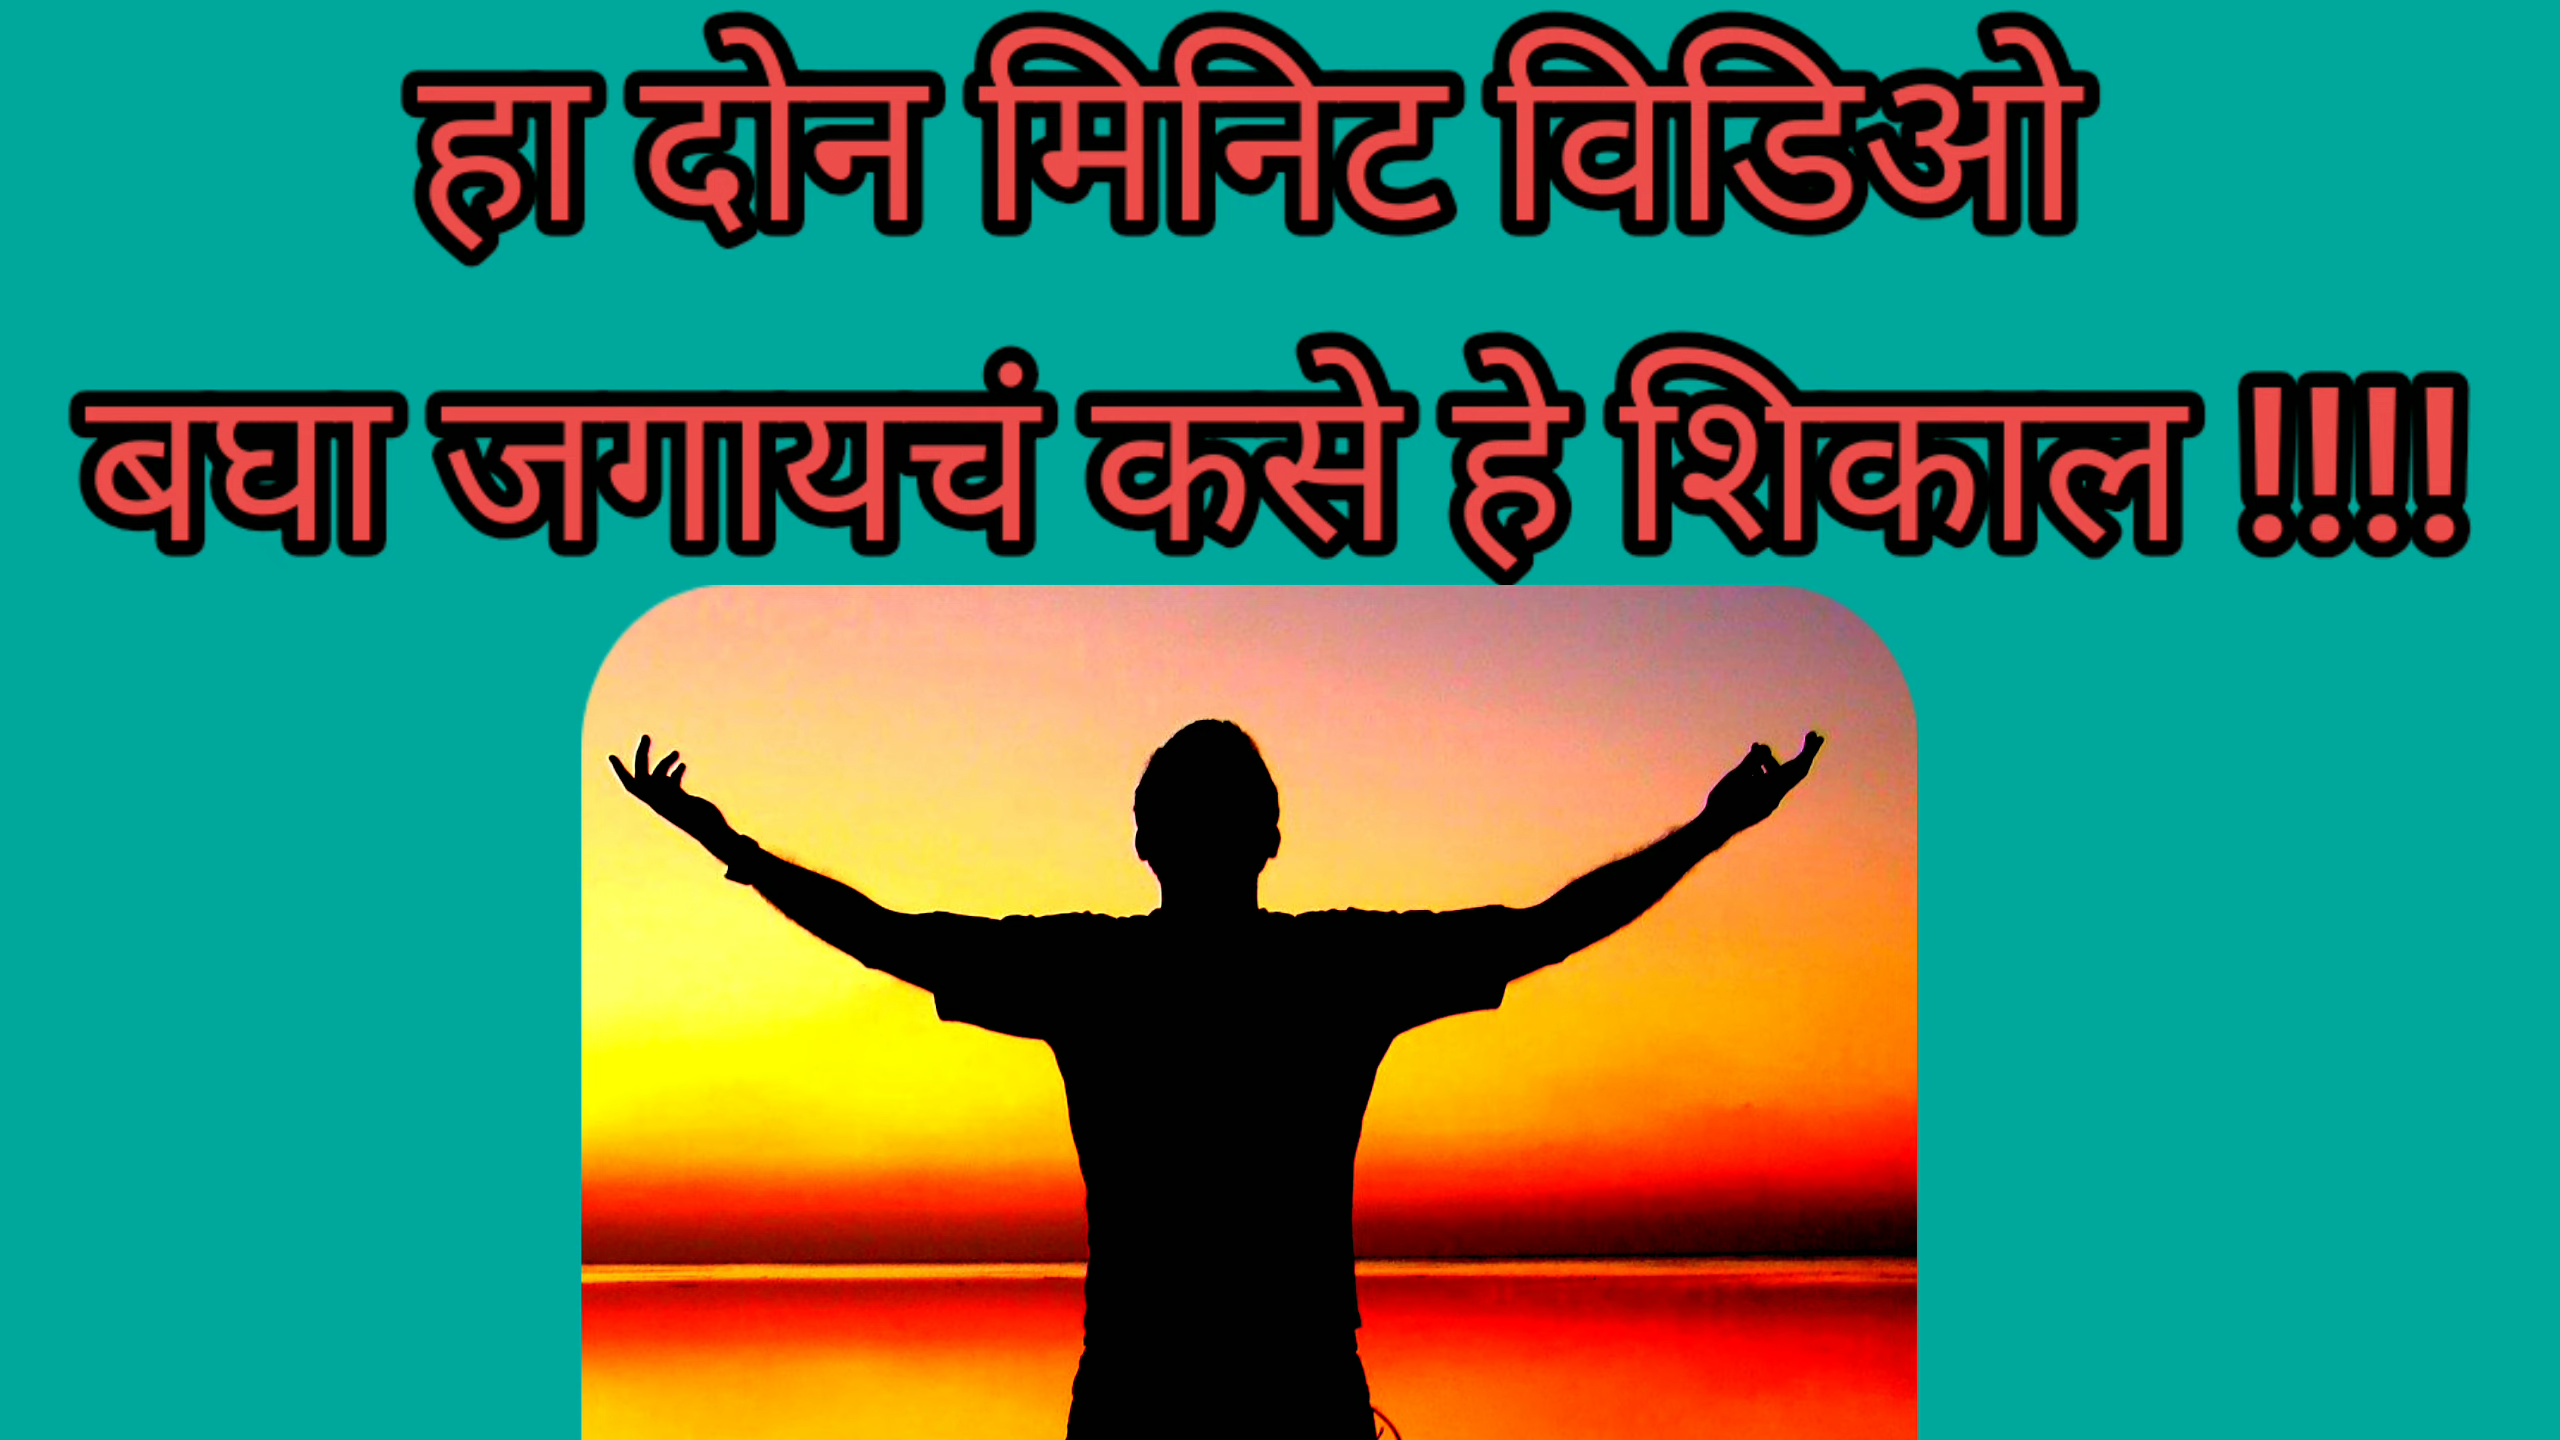 हा दोन मिनिट विडिओ
बघा जगायचं कसे हे शिकाल !!!!